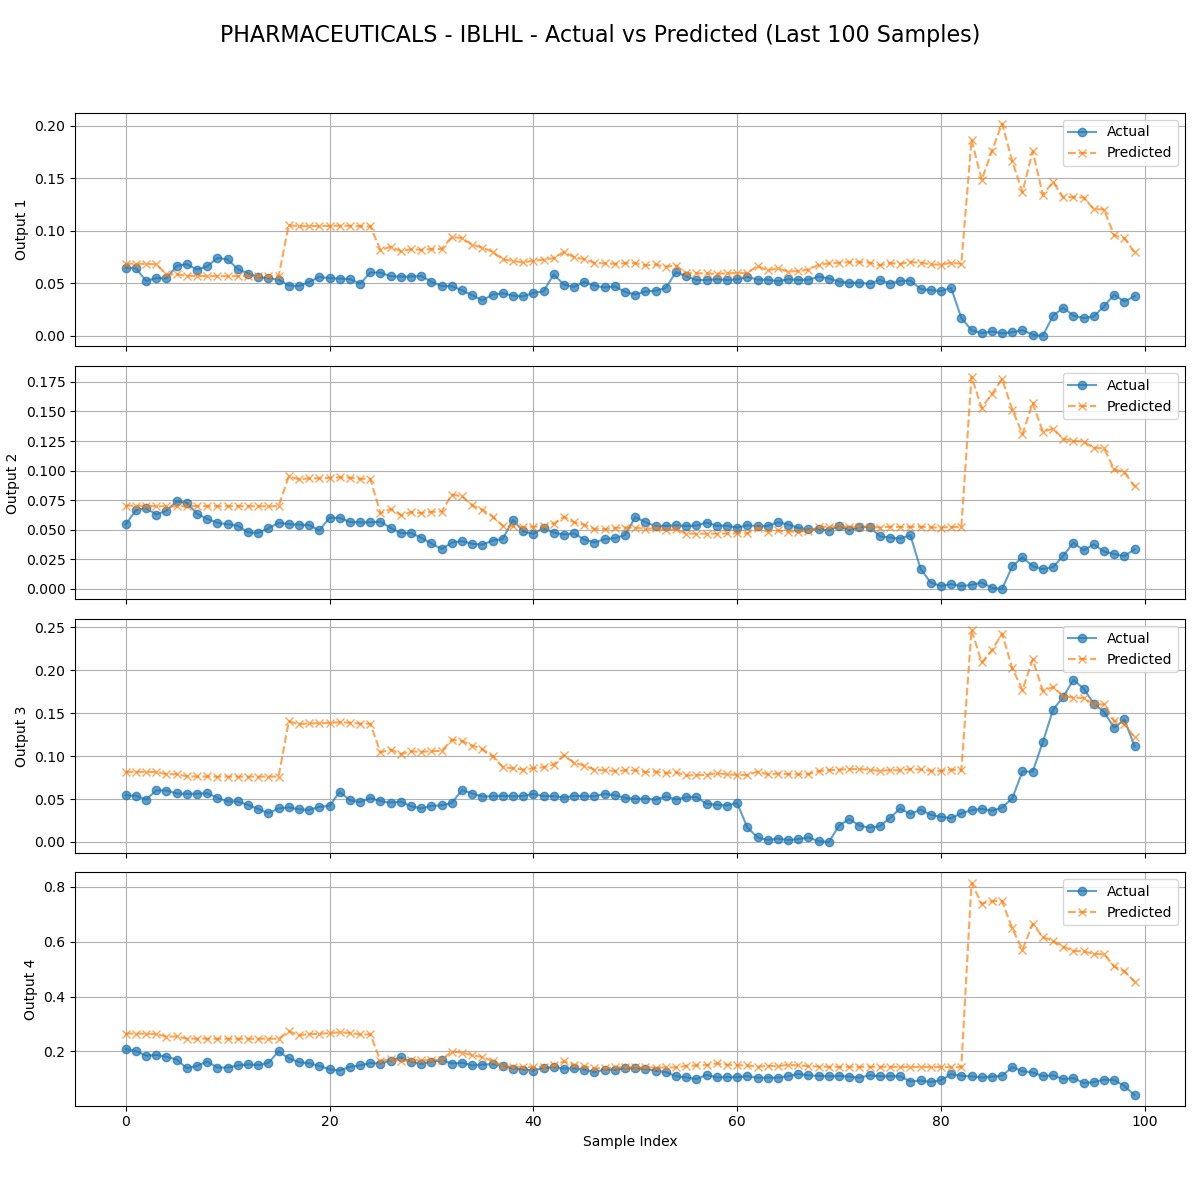 PHARMACEUTICALS - IBLHL - Actual vs Predicted (Last 100 Samples)
0.20
0.15
0.10
0.05
0.00
Output 1
Actual
Predicted
0.175
0.150
0.125
0.100
0.075
0.050
0.025
0.000
Output 2
Actual
Predicted
0.25
0.20
0.15
0.10
0.05
0.00
Output 3
Actual
Predicted
0.8
0.6
0.4
0.2
Output 4
Actual
Predicted
0 20 40 60 80 100
Sample Index